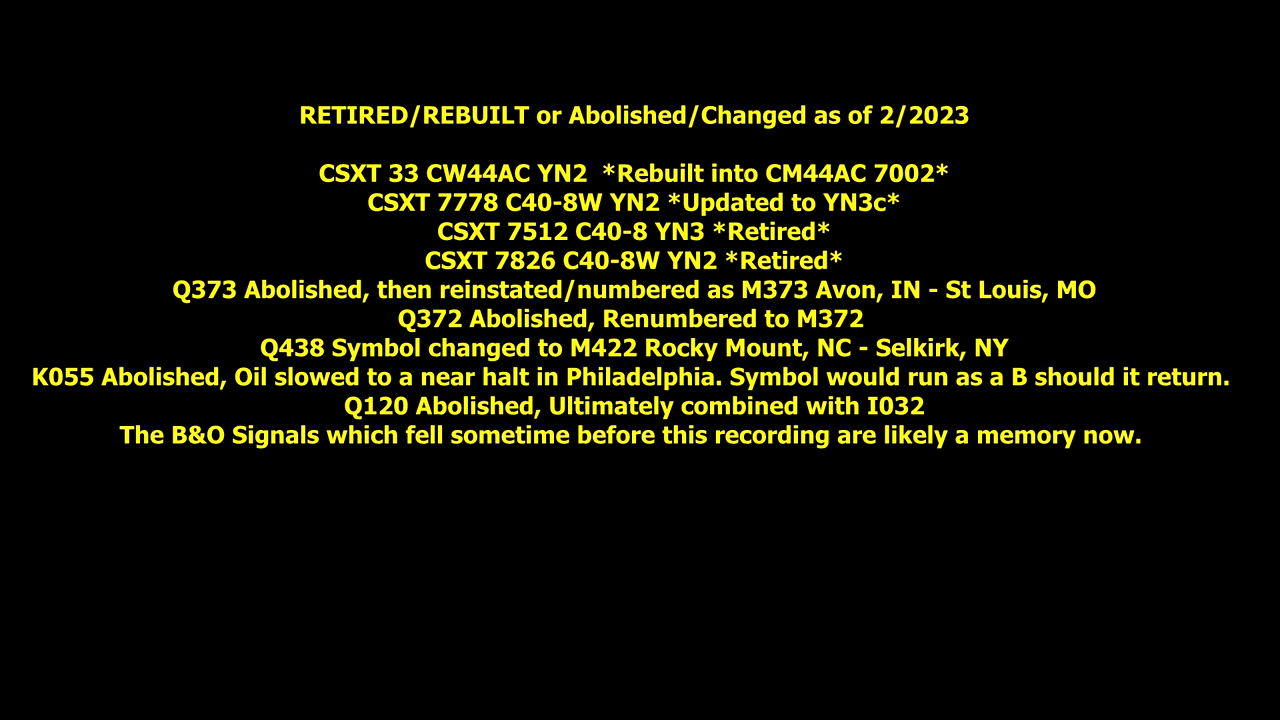 RETIRED/REBUILT or Abolished/Changed as of 2/2023
CSXT 33 CW44AC YN2  *Rebuilt into CM44AC 7002*
CSXT 7778 C40-8W YN2 *Updated to YN3c*
CSXT 7512 C40-8 YN3 *Retired*
CSXT 7826 C40-8W YN2 *Retired*
Q373 Abolished, then reinstated/numbered as M373 Avon, IN - St Louis, MO
Q372 Abolished, Renumbered to M372
Q438 Symbol changed to M422 Rocky Mount, NC - Selkirk, NY
K055 Abolished, Oil slowed to a near halt in Philadelphia. Symbol would run as a B should it return.
Q120 Abolished, Ultimately combined with I032
The B&O Signals which fell sometime before this recording are likely a memory now.